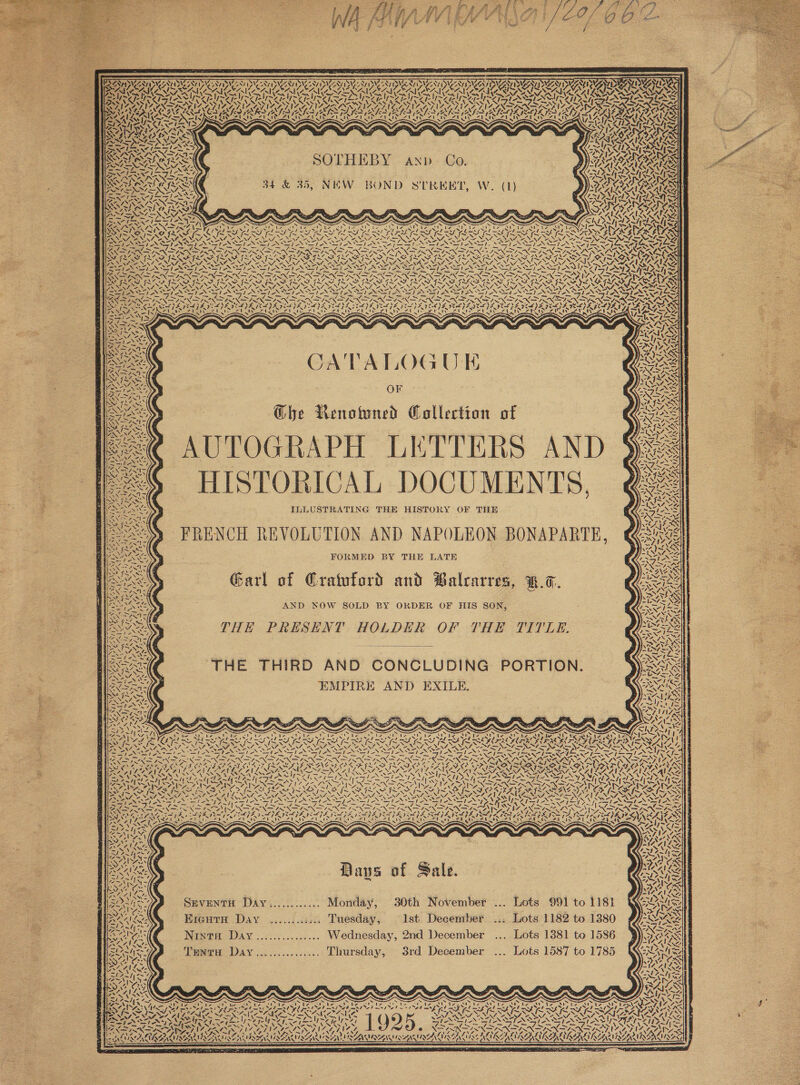 SOTHEBY AND Co.
34 & 35, NEW BOND STREET, W. (1)
CATALOGUE
OF
The Renowned Collection of
AUTOGRAPH LETTERS AND
HISTORICAL DOCUMENTS,
ILLUSTRATING THE HISTORY OF THE
FRENCH REVOLUTION AND NAPOLEON BONAPARTE,
FORMED BY THE LATE
Earl of Crawford and Balcarres, K.T.
AND NOW SOLD BY ORDER OF HIS SON,
THE PRESENT HOLDER OF THE TITLE.
THE THIRD AND CONCLUDING PORTION.
EMPIRE AND EXILE.
Days of Sale.
SEVENTH DAY ............ Monday, 30th November ... Lots 991 to 1181
EIGHTH DAY ............ Tuesday, 1st December ... Lots 1182 to 1380
NINTH DAY ............... Wednesday, 2nd December ... Lots 1381 to 1586
TENTH DAY ............... Thursday, 3rd December ... Lots 1587 to 1785
1925.